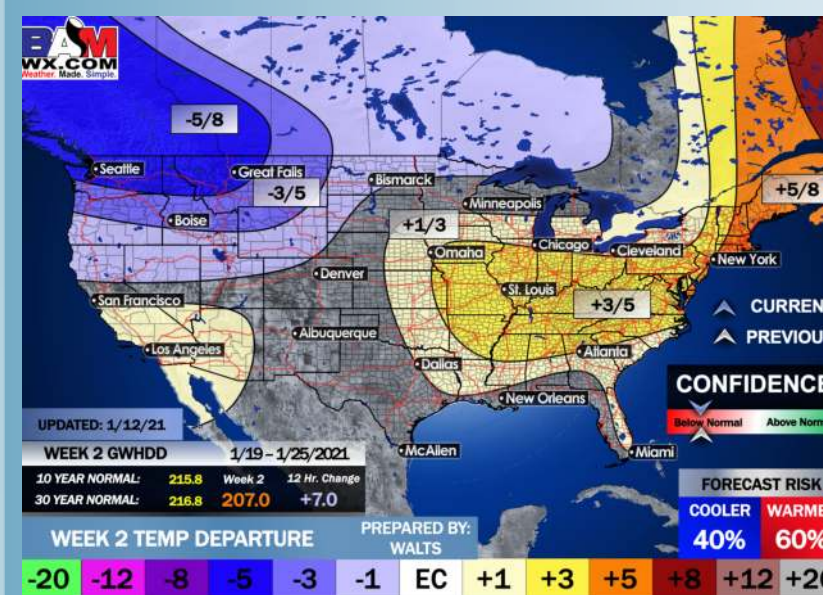 BAM
WX.COM
Weather. Made. Simple.
-5/8
Seattle
Great Falls
-3/5
Bismarck
+5/8
Boise
Minneapolis
+1/3
Chicago
Cleveland
Omaha
New York
Denver
St. Louis
San Francisco
+3/5
CURREN
Albuquerque
PREVIOU
Los Angeles
Atlanta
Dallas
CONFIDENCE
New Orleans
Below Normal Above Norm
UPDATED: 1/12/21
McAllen
Miami
WEEK 2 GWHDD 1/19 – 1/25/2021
10 YEAR NORMAL: 215.8 Week 2 12 Hr. Change
30 YEAR NORMAL: 216.8 207.0 +7.0
FORECAST RISK
COOLER WARME
40% 60%
WEEK 2 TEMP DEPARTURE
PREPARED BY:
WALTS
-20 -12 -8 -5 -3 -1 EC +1 +3 +5 +8 +12 +20